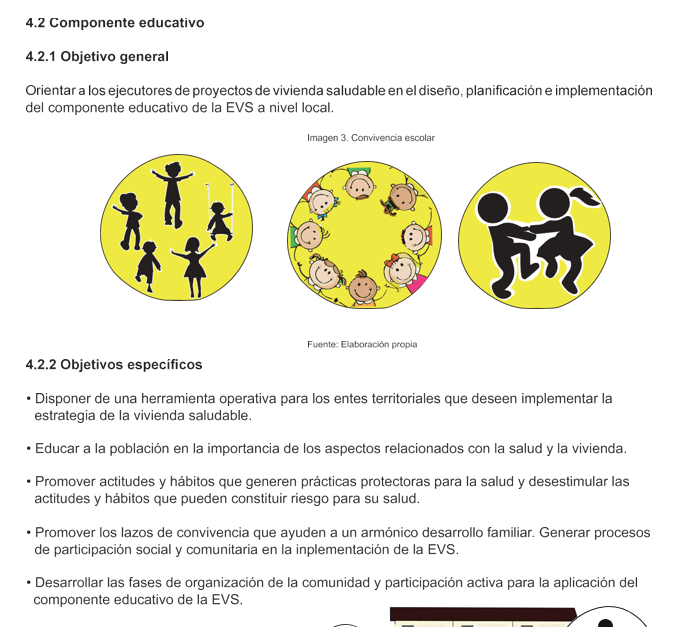 4.2 Componente educativo
4.2.1 Objetivo general
Orientar a los ejecutores de proyectos de vivienda saludable en el diseño, planificación e implementación
del componente educativo de la EVS a nivel local.
Imagen 3. Convivencia escolar
Fuente: Elaboración propia
4.2.2 Objetivos específicos
• Disponer de una herramienta operativa para los entes territoriales que deseen implementar la
estrategia de la vivienda saludable.
• Educar a la población en la importancia de los aspectos relacionados con la salud y la vivienda.
• Promover actitudes y hábitos que generen prácticas protectoras para la salud y desestimular las
actitudes y hábitos que pueden constituir riesgo para su salud.
• Promover los lazos de convivencia que ayuden a un armónico desarrollo familiar. Generar procesos
de participación social y comunitaria en la inplementación de la EVS.
• Desarrollar las fases de organización de la comunidad y participación activa para la aplicación del
componente educativo de la EVS.